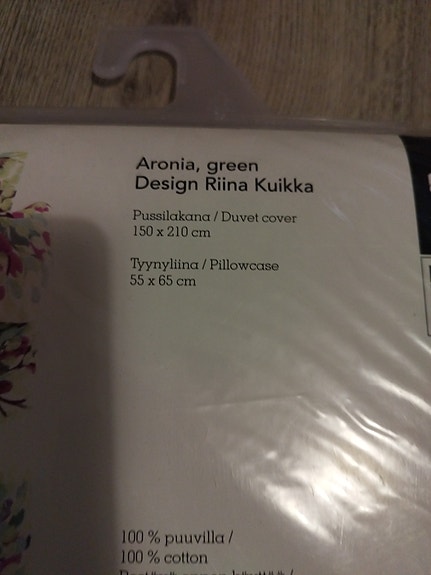 Aronia, green
Design Riina Kuikka
Pussilakana / Duvet cover
150 x 210 cm
Tyynyliina / Pillowcase
55 x 65 cm
100 % puuvilla /
100 % cotton